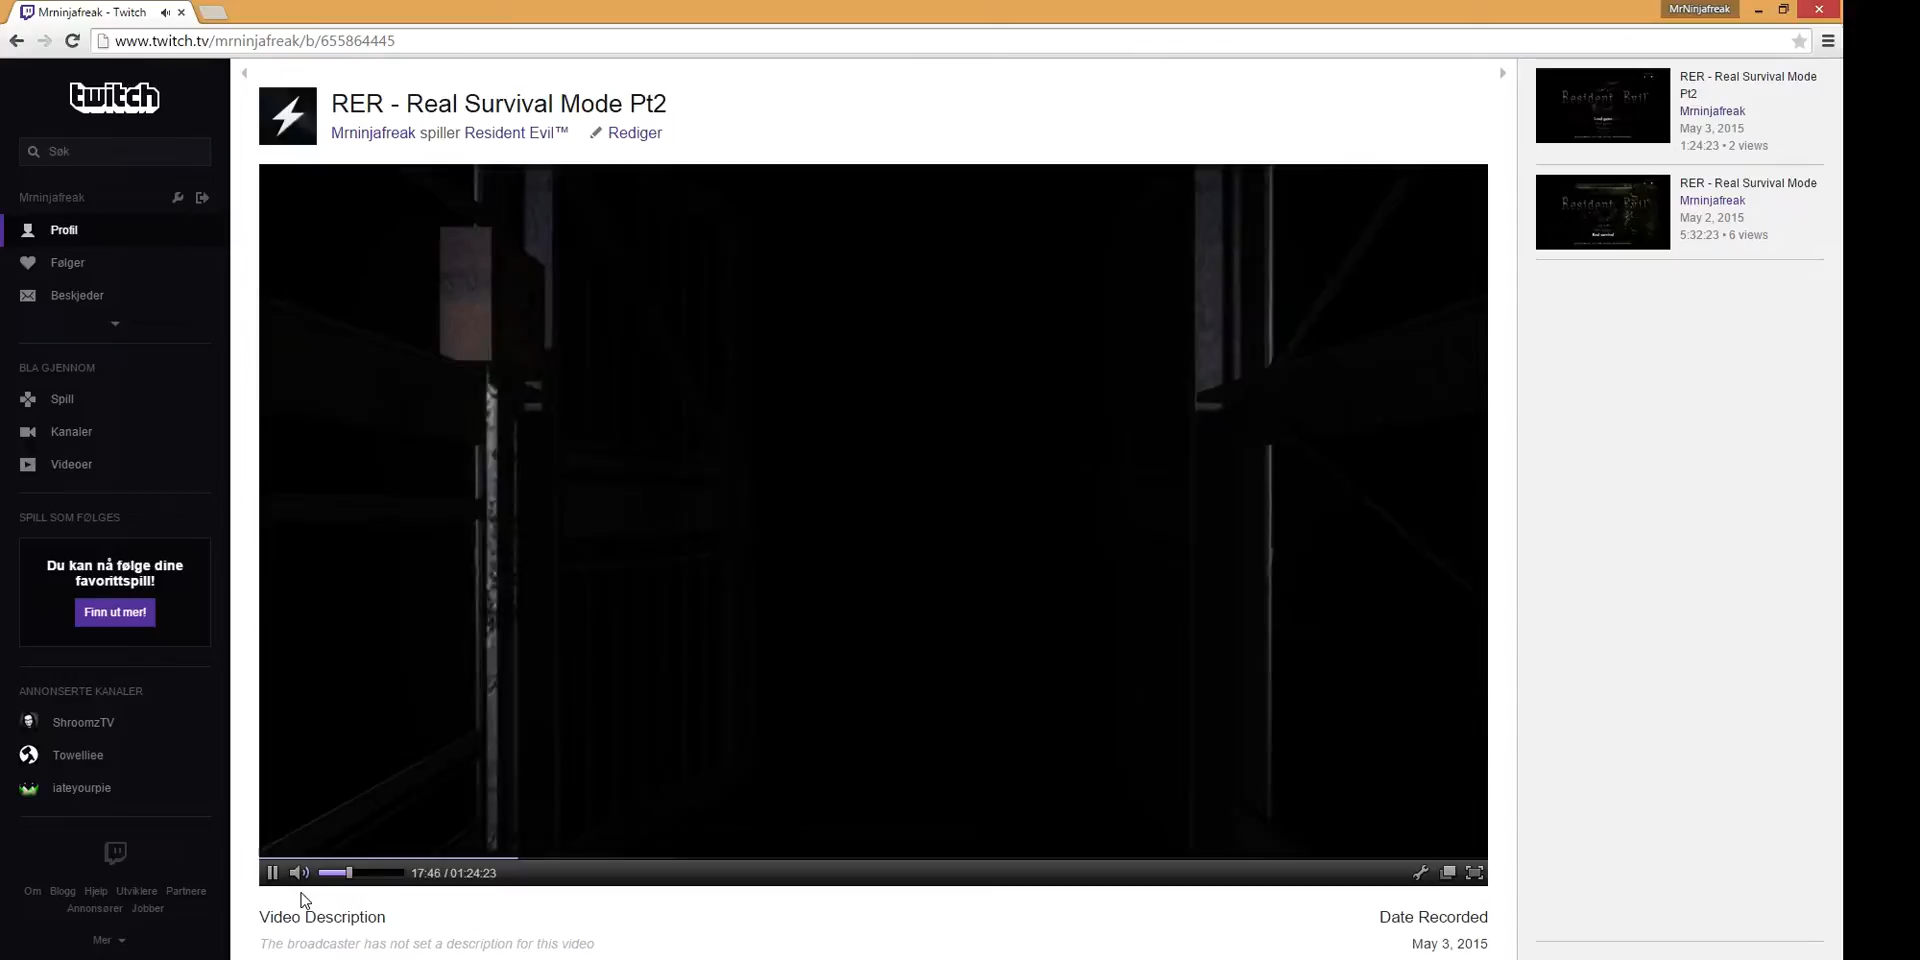 Mrninjafreak - Twitch
MrNinjafreak
www.twitch.tv/mrninjafreak/b/655864445
twitch
Søk
Mrninjafreak
Profil
Følger
Beskjeder
BLA GJENNOM
Spill
Kanaler
Videoer
SPILL SOM FØLGES
Du kan nå følge dine
favorittspill!
Finn ut mer!
ANNONSERTE KANALER
ShroomzTV
Towelliee
iateyourpie
Om Blogg Hjelp Utviklere Partnere
Annonsører Jobber
Mer
RER - Real Survival Mode Pt2
Mrninjafreak spiller Resident Evil™ Rediger
17:46 / 01:24:23
Video Description
Date Recorded
The broadcaster has not set a description for this video
May 3, 2015
Resident Evil
RER - Real Survival Mode
Pt2
Mrninjafreak
May 3, 2015
1:24:23 • 2 views
Resident Evil
RER - Real Survival Mode
Mrninjafreak
May 2, 2015
5:32:23 • 6 views